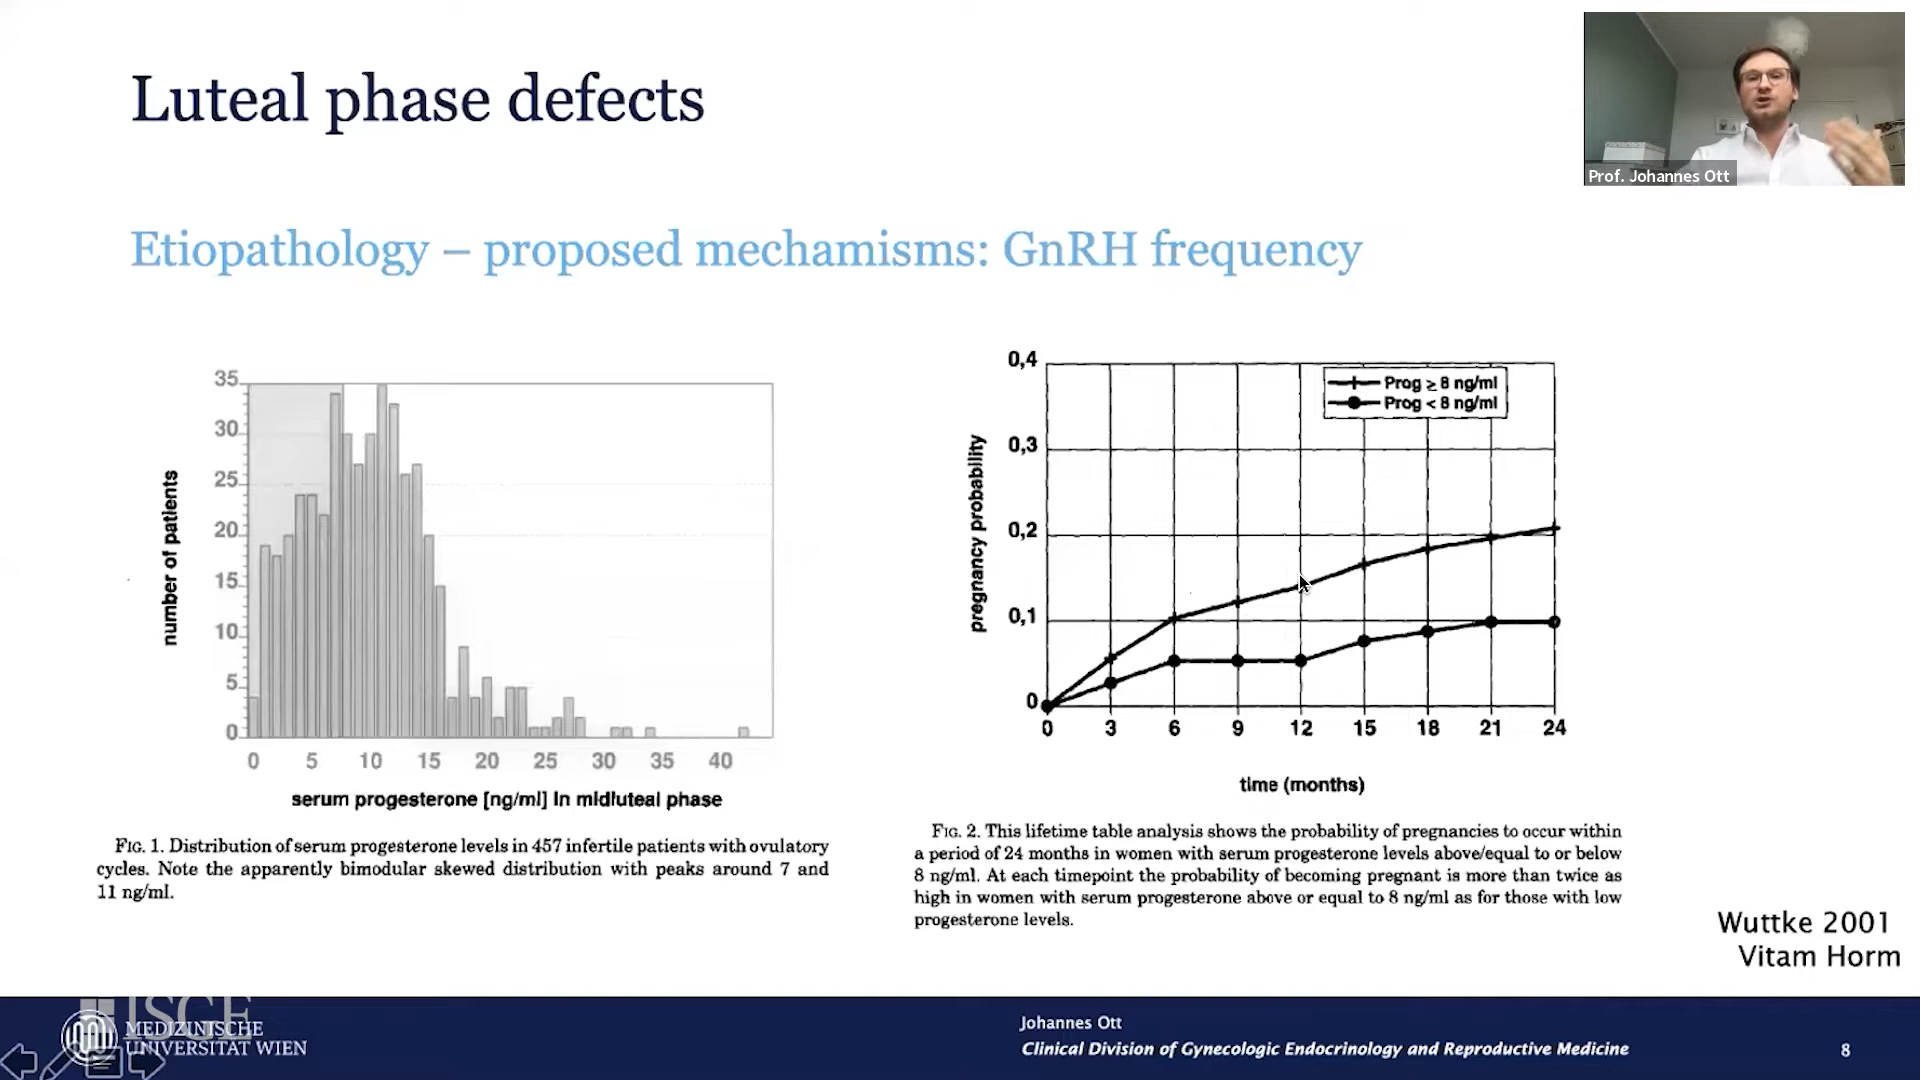 Luteal phase defects
Prof. Johannes Ott
Etiopathology – proposed mechamisms: GnRH frequency
35
30
25
20
15
10
5
0
number of patients
0 5 10 15 20 25 30 35 40
serum progesterone [ng/ml] in midluteal phase
FIG. 1. Distribution of serum progesterone levels in 457 infertile patients with ovulatory
cycles. Note the apparently bimodular skewed distribution with peaks around 7 and
11 ng/ml.
0,4
0,3
0,2
0,1
0
pregnancy probability
Prog ≥ 8 ng/ml
Prog < 8 ng/ml
0 3 6 9 12 15 18 21 24
time (months)
FIG. 2. This lifetime table analysis shows the probability of pregnancies to occur within
a period of 24 months in women with serum progesterone levels above/equal to or below
8 ng/ml. At each timepoint the probability of becoming pregnant is more than twice as
high in women with serum progesterone above or equal to 8 ng/ml as for those with low
progesterone levels.
Wuttke 2001
Vitam Horm
ISGE
MEDIZINISCHE
UNIVERSITÄT WIEN
Johannes Ott
Clinical Division of Gynecologic Endocrinology and Reproductive Medicine
8